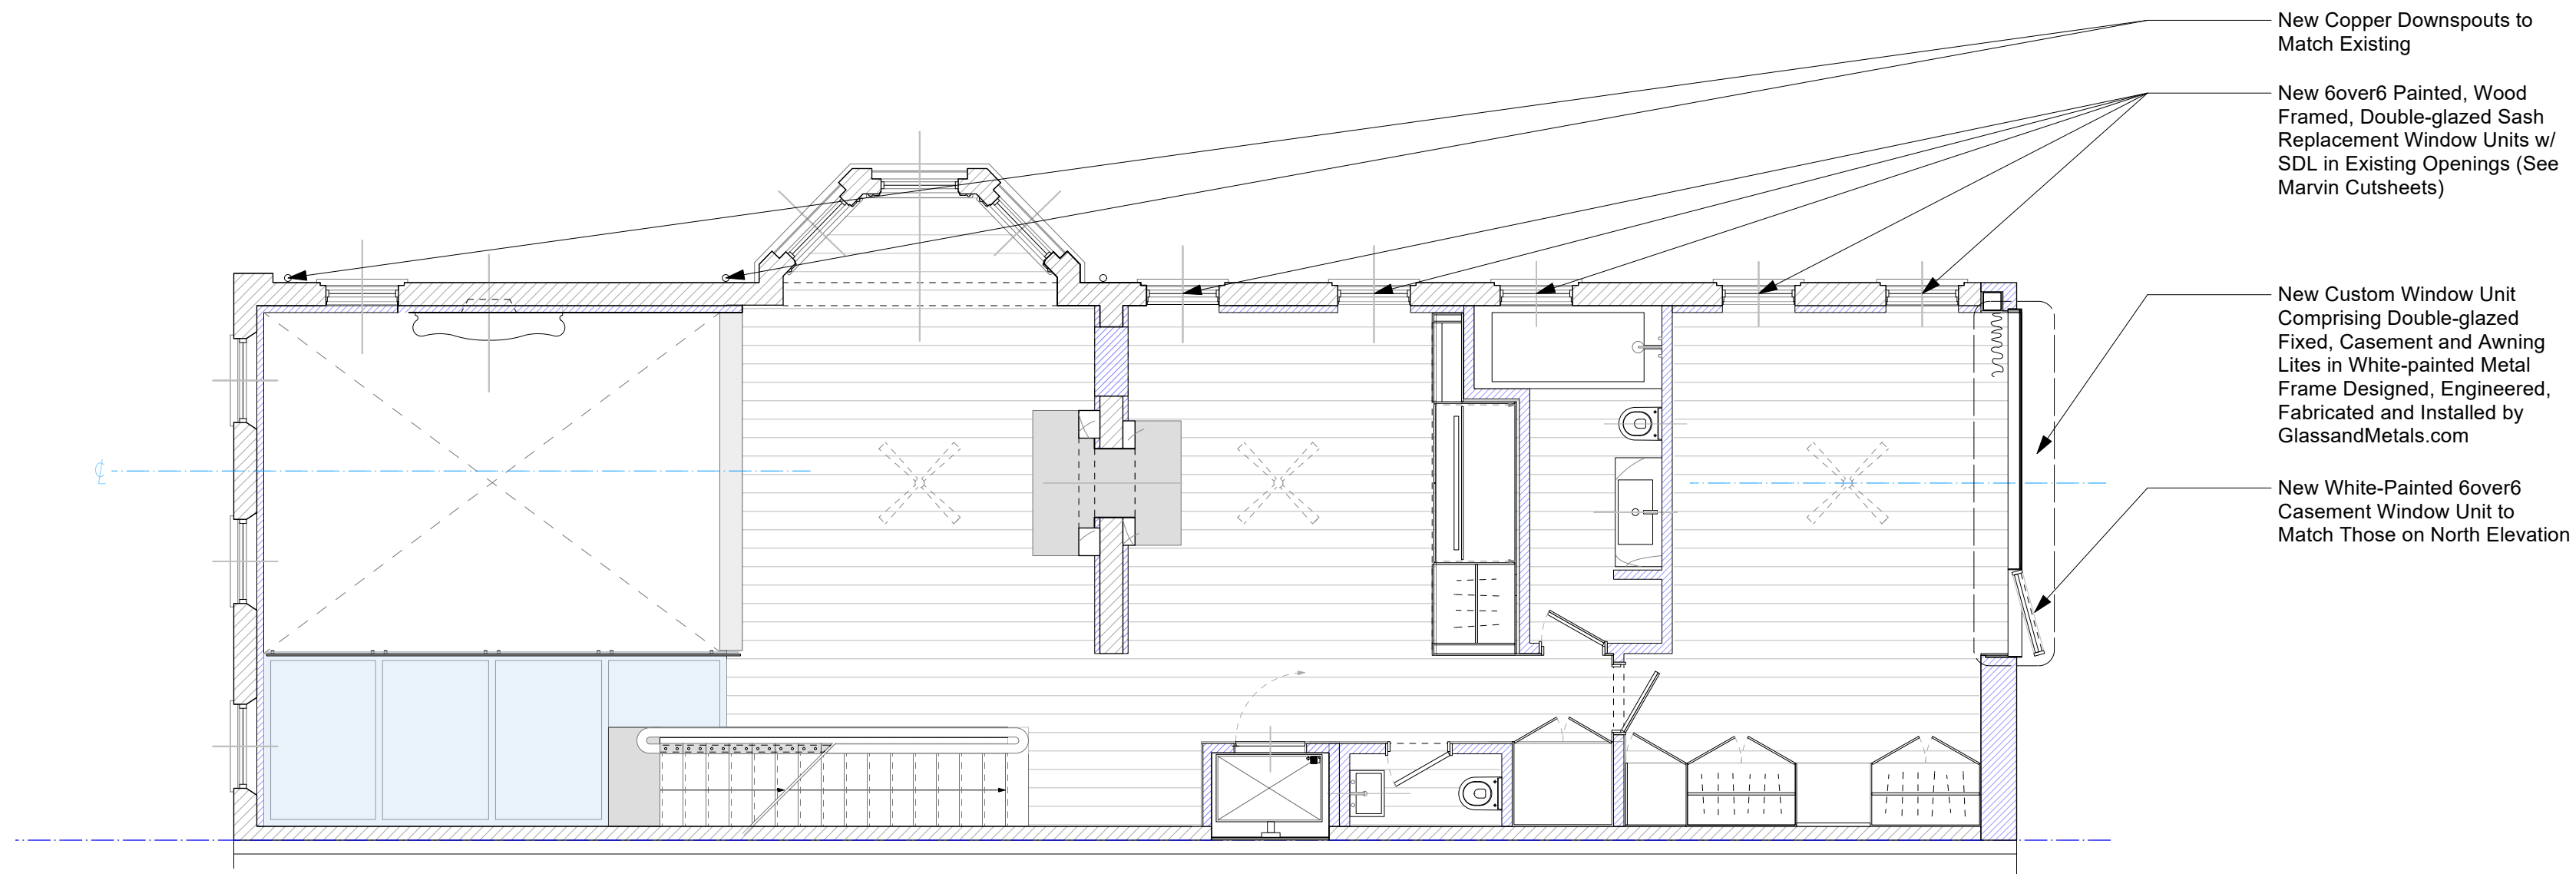 New Copper Downspouts to
Match Existing
New 6over6 Painted, Wood
Framed, Double-glazed Sash
Replacement Window Units w/
SDL in Existing Openings (See
Marvin Cutsheets)
New Custom Window Unit
Comprising Double-glazed
Fixed, Casement and Awning
Lites in White-painted Metal
Frame Designed, Engineered,
Fabricated and Installed by
GlassandMetals.com
New White-Painted 6over6
Casement Window Unit to
Match Those on North Elevation
℄